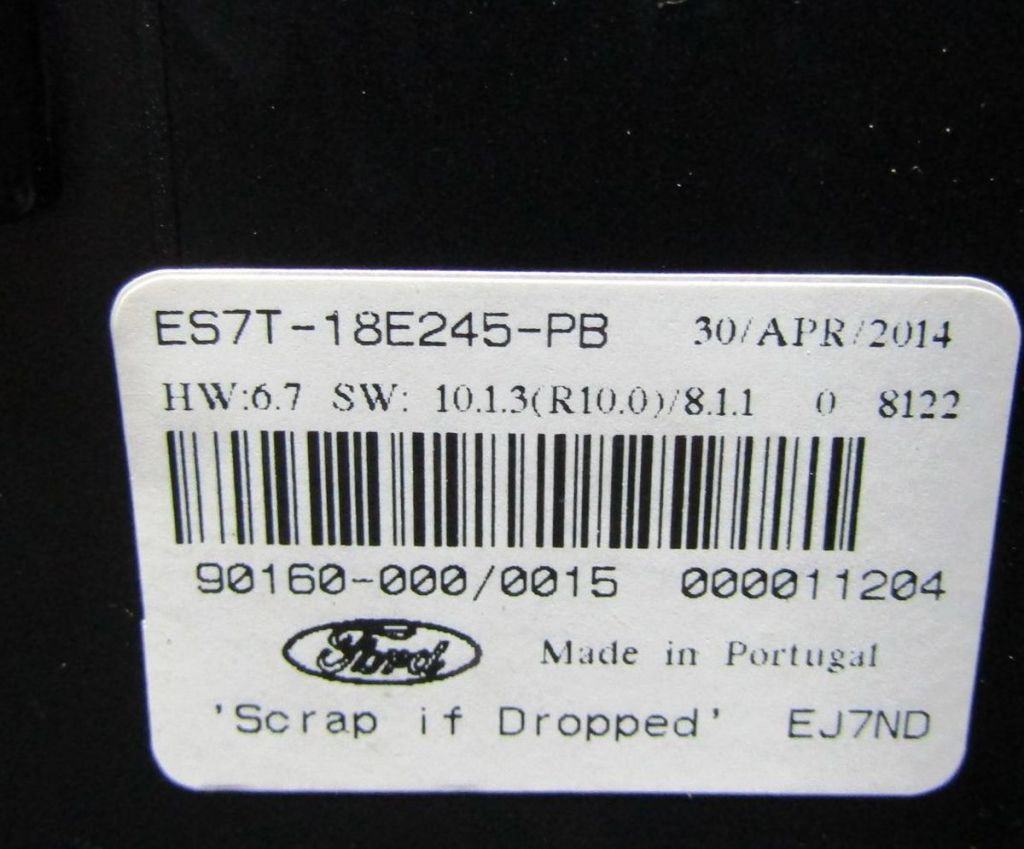 ES7T-18E245-PB 30/APR/2014
HW:6.7 SW: 10.1.3(R10.0)/8.1.1 0 8122
90160-000/0015 000011204
Ford Made in Portugal
'Scrap if Dropped' EJ7ND